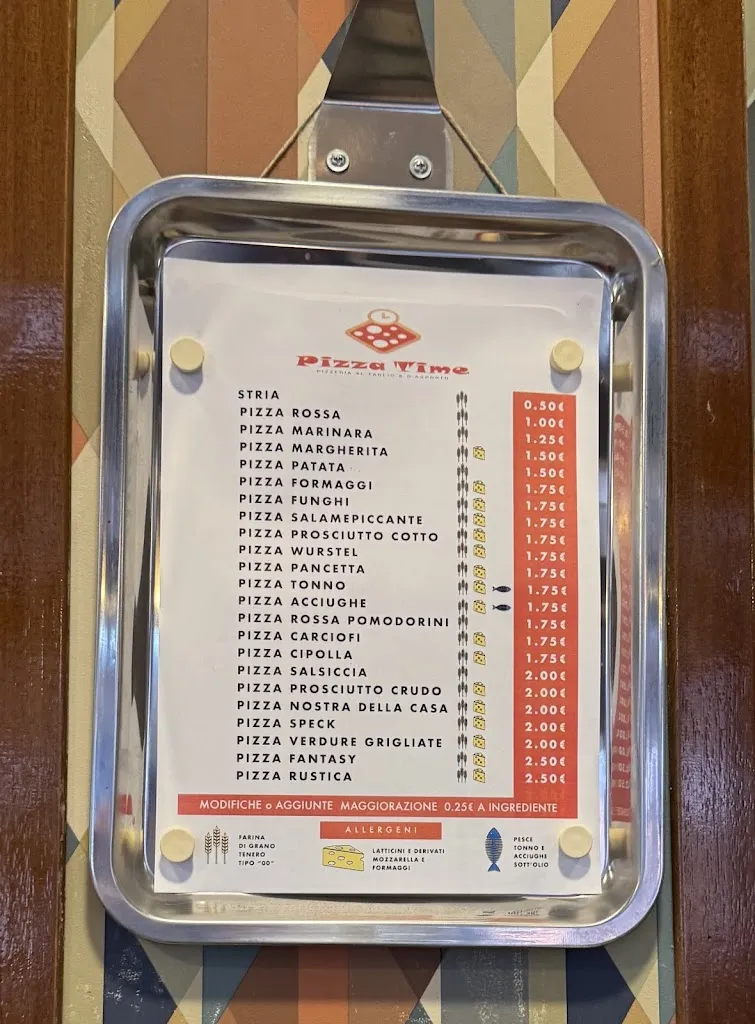 Pizza Time
PIZZERIA AL TAGLIO & D'ASPORTO
STRIA 0.50€
PIZZA ROSSA 1.00€
PIZZA MARINARA 1.25€
PIZZA MARGHERITA 1.50€
PIZZA PATATA 1.50€
PIZZA FORMAGGI 1.75€
PIZZA FUNGHI 1.75€
PIZZA SALAMEPICCANTE 1.75€
PIZZA PROSCIUTTO COTTO 1.75€
PIZZA WURSTEL 1.75€
PIZZA PANCETTA 1.75€
PIZZA TONNO 1.75€
PIZZA ACCIUGHE 1.75€
PIZZA ROSSA POMODORINI 1.75€
PIZZA CARCIOFI 1.75€
PIZZA CIPOLLA 1.75€
PIZZA SALSICCIA 2.00€
PIZZA PROSCIUTTO CRUDO 2.00€
PIZZA NOSTRA DELLA CASA 2.00€
PIZZA SPECK 2.00€
PIZZA VERDURE GRIGLIATE 2.00€
PIZZA FANTASY 2.50€
PIZZA RUSTICA 2.50€
MODIFICHE o AGGIUNTE MAGGIORAZIONE 0.25€ A INGREDIENTE
ALLERGENI
FARINA
DI GRANO
TENERO
TIPO "00"
LATTICINI E DERIVATI
MOZZARELLA E
FORMAGGI
PESCE
TONNO E
ACCIUGHE
SOTT'OLIO